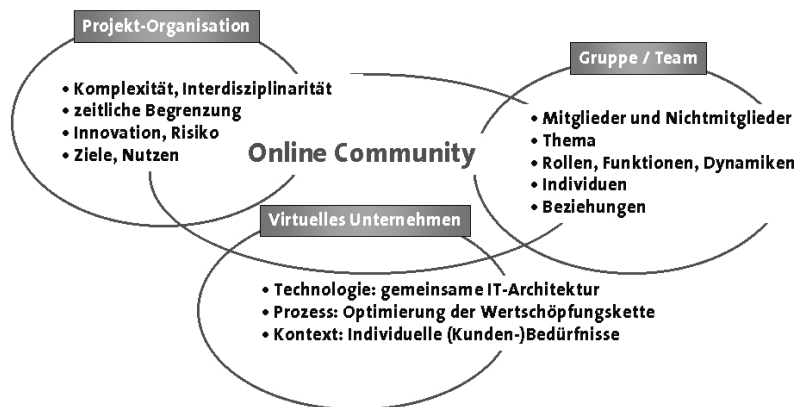 Projekt-Organisation
• Komplexität, Interdisziplinarität
• zeitliche Begrenzung
• Innovation, Risiko
• Ziele, Nutzen
Online Community
Gruppe / Team
• Mitglieder und Nichtmitglieder
• Thema
• Rollen, Funktionen, Dynamiken
• Individuen
• Beziehungen
Virtuelles Unternehmen
• Technologie: gemeinsame IT-Architektur
• Prozess: Optimierung der Wertschöpfungskette
• Kontext: Individuelle (Kunden-)Bedürfnisse